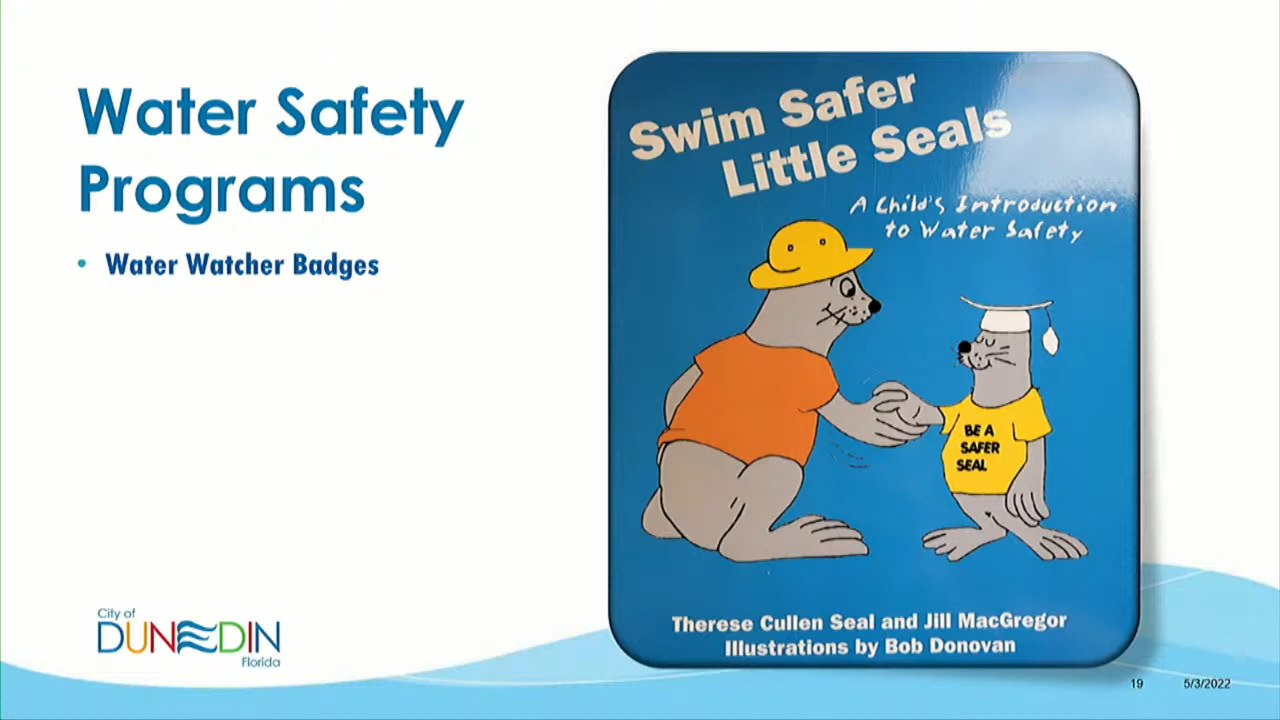 Water Safety
Programs
• Water Watcher Badges
Swim Safer
Little Seals
A Child's Introduction
to Water Safety
BE A
SAFER
SEAL
Therese Cullen Seal and Jill MacGregor
Illustrations by Bob Donovan
City of
DUNEDIN
Florida
19 5/3/2022